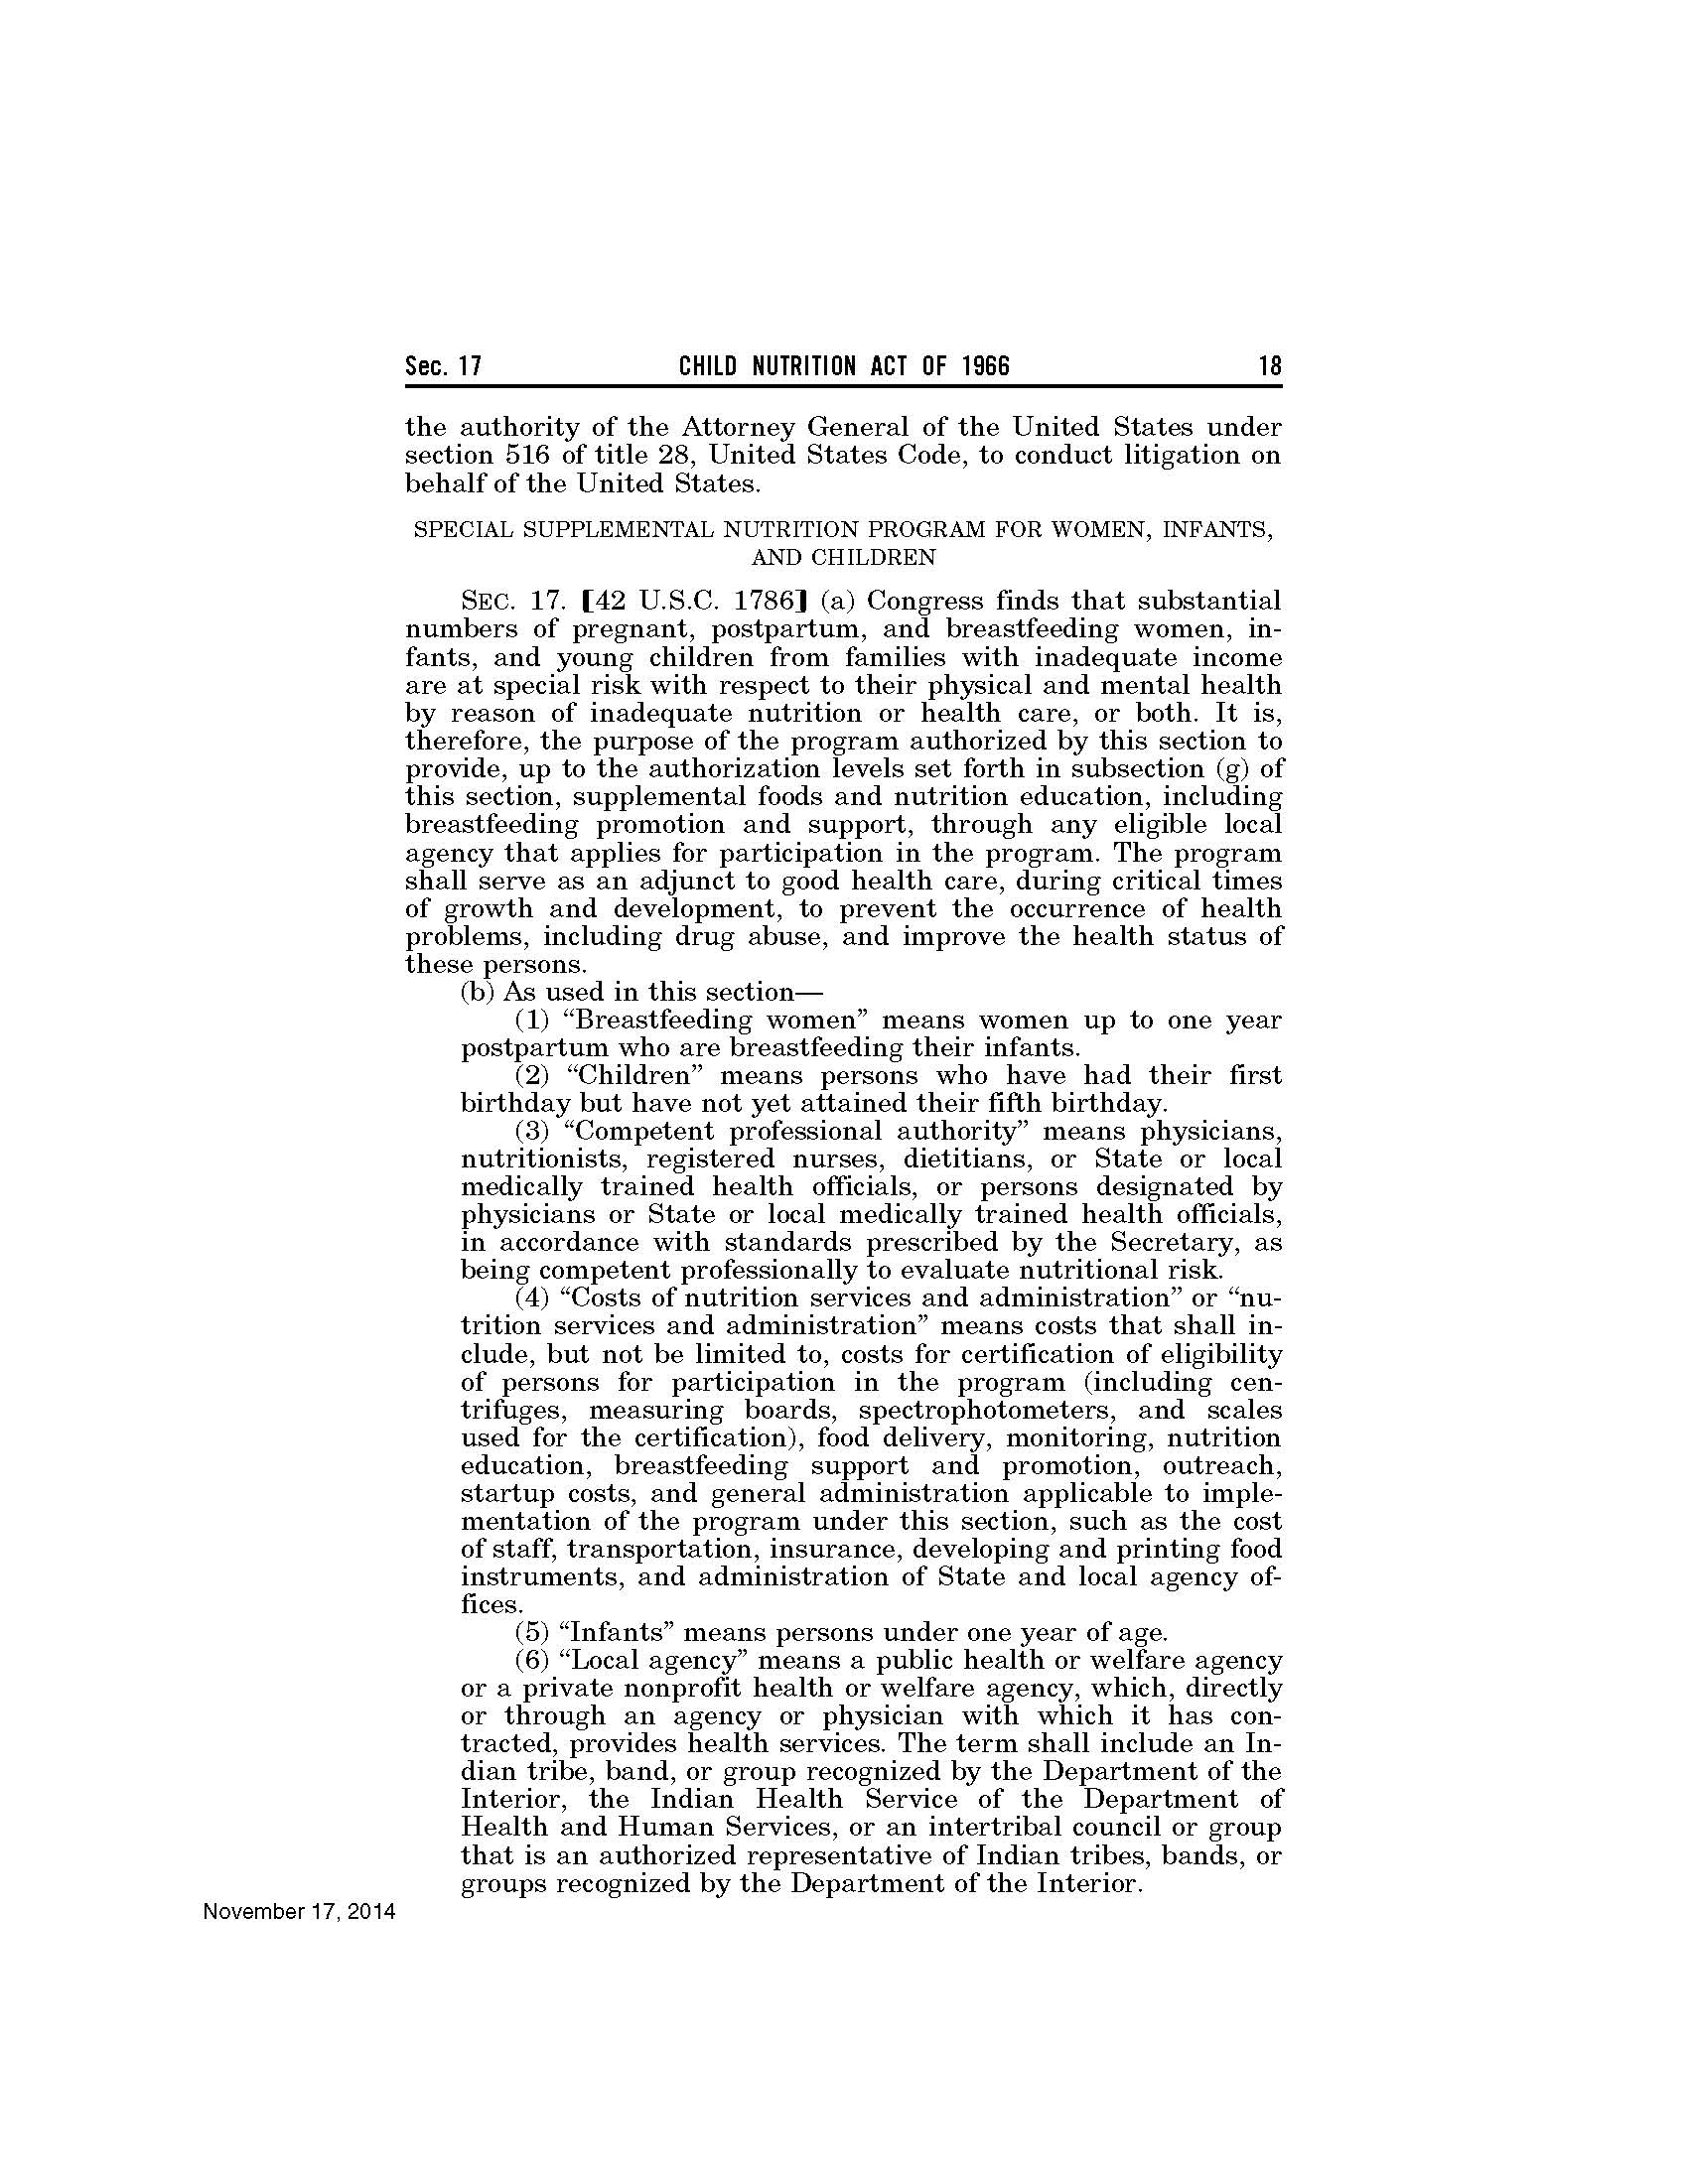 Sec. 17 CHILD NUTRITION ACT OF 1966 18
the authority of the Attorney General of the United States under
section 516 of title 28, United States Code, to conduct litigation on
behalf of the United States.
SPECIAL SUPPLEMENTAL NUTRITION PROGRAM FOR WOMEN, INFANTS,
AND CHILDREN
SEC. 17. [42 U.S.C. 1786] (a) Congress finds that substantial
numbers of pregnant, postpartum, and breastfeeding women, in-
fants, and young children from families with inadequate income
are at special risk with respect to their physical and mental health
by reason of inadequate nutrition or health care, or both. It is,
therefore, the purpose of the program authorized by this section to
provide, up to the authorization levels set forth in subsection (g) of
this section, supplemental foods and nutrition education, including
breastfeeding promotion and support, through any eligible local
agency that applies for participation in the program. The program
shall serve as an adjunct to good health care, during critical times
of growth and development, to prevent the occurrence of health
problems, including drug abuse, and improve the health status of
these persons.
(b) As used in this section—
(1) “Breastfeeding women” means women up to one year
postpartum who are breastfeeding their infants.
(2) “Children” means persons who have had their first
birthday but have not yet attained their fifth birthday.
(3) “Competent professional authority” means physicians,
nutritionists, registered nurses, dietitians, or State or local
medically trained health officials, or persons designated by
physicians or State or local medically trained health officials,
in accordance with standards prescribed by the Secretary, as
being competent professionally to evaluate nutritional risk.
(4) “Costs of nutrition services and administration” or “nu-
trition services and administration” means costs that shall in-
clude, but not be limited to, costs for certification of eligibility
of persons for participation in the program (including cen-
trifuges, measuring boards, spectrophotometers, and scales
used for the certification), food delivery, monitoring, nutrition
education, breastfeeding support and promotion, outreach,
startup costs, and general administration applicable to imple-
mentation of the program under this section, such as the cost
of staff, transportation, insurance, developing and printing food
instruments, and administration of State and local agency of-
fices.
(5) “Infants” means persons under one year of age.
(6) “Local agency” means a public health or welfare agency
or a private nonprofit health or welfare agency, which, directly
or through an agency or physician with which it has con-
tracted, provides health services. The term shall include an In-
dian tribe, band, or group recognized by the Department of the
Interior, the Indian Health Service of the Department of
Health and Human Services, or an intertribal council or group
that is an authorized representative of Indian tribes, bands, or
groups recognized by the Department of the Interior.
November 17, 2014